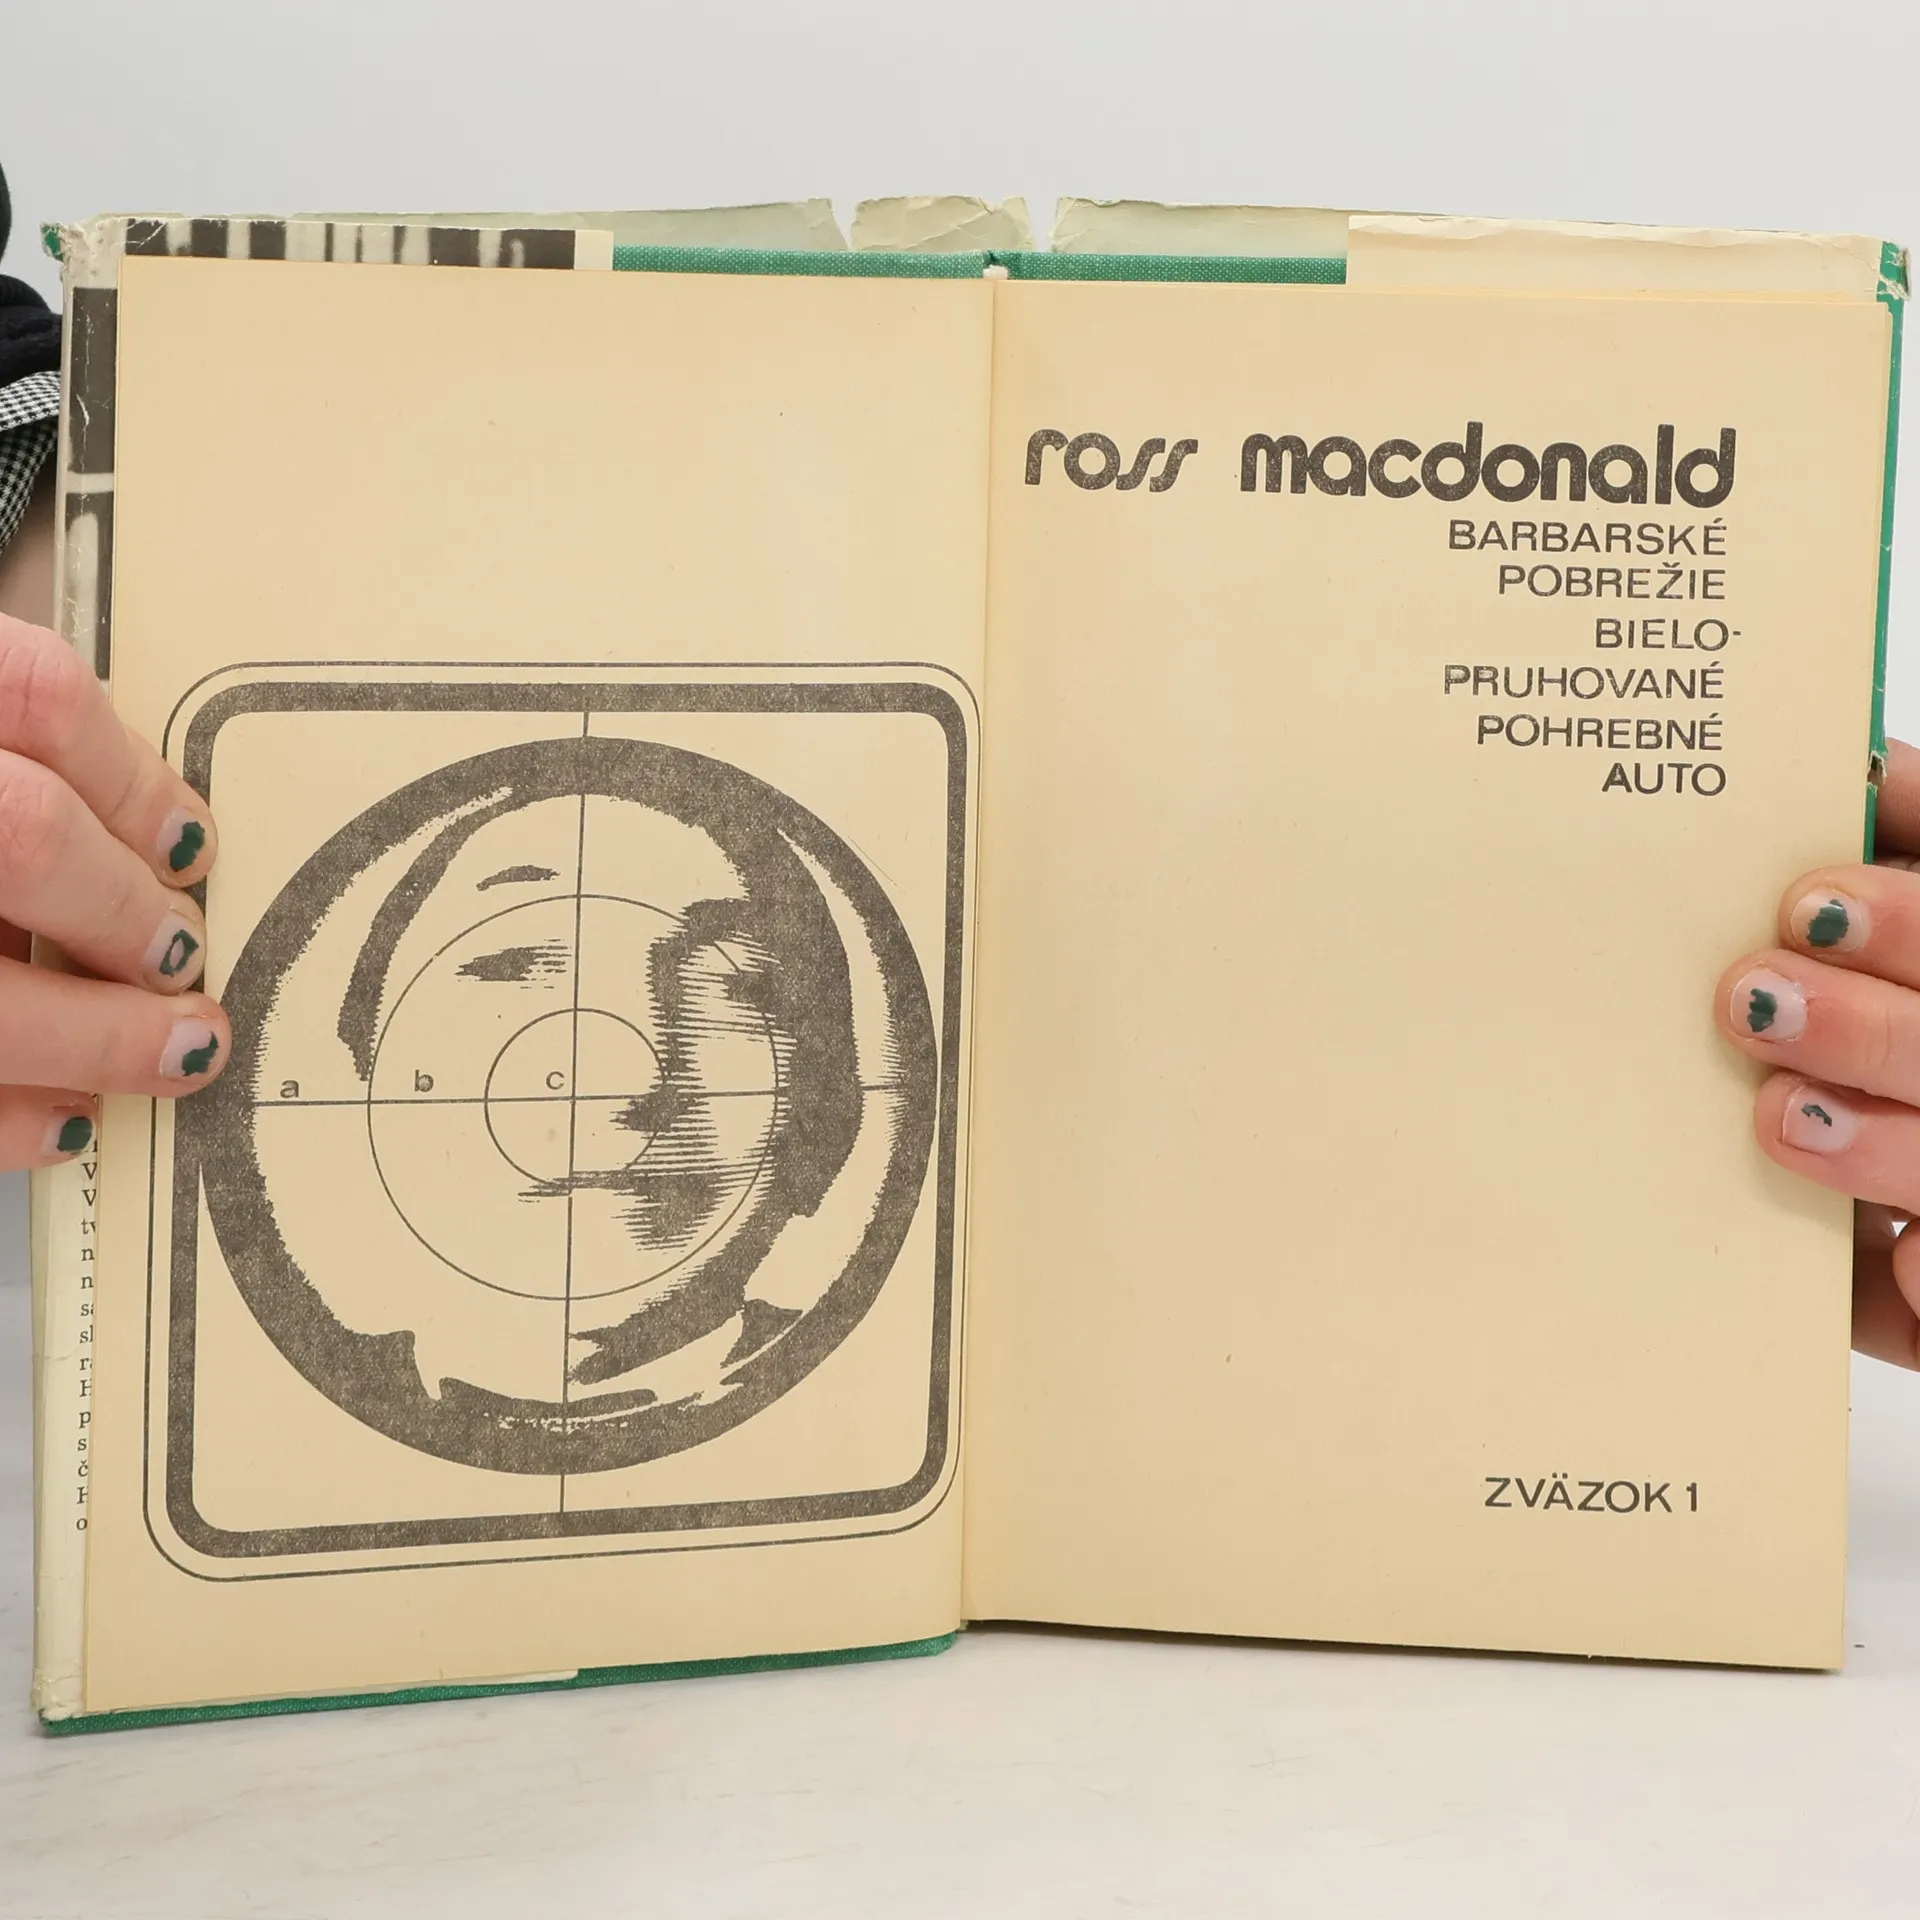 a b c
ross macdonald
BARBARSKÉ
POBREŽIE
BIELO-
PRUHOVANÉ
POHREBNÉ
AUTO
ZVÄZOK 1